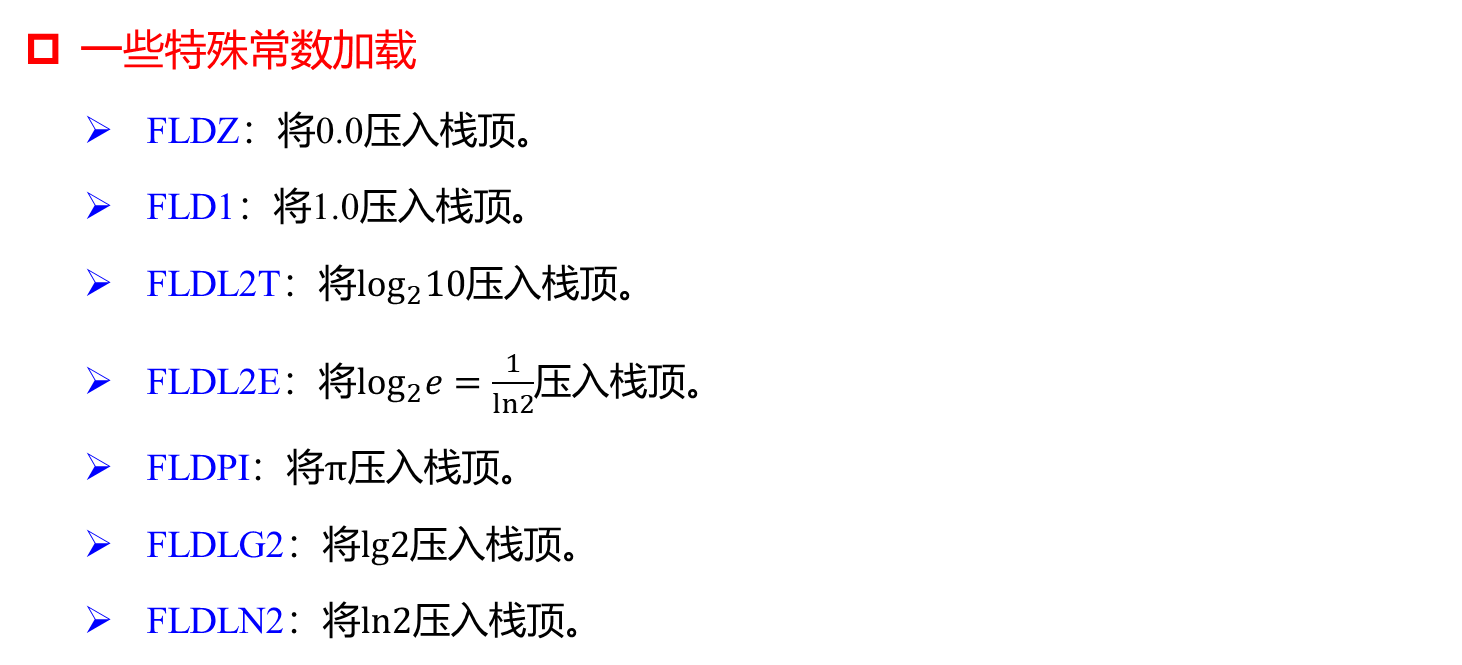 一些特殊常数加载
FLDZ：将0.0压入栈顶。
FLD1：将1.0压入栈顶。
FLDL2T：将log₂10压入栈顶。
FLDL2E：将log₂e = 1/ln2压入栈顶。
FLDPI：将π压入栈顶。
FLDLG2：将lg2压入栈顶。
FLDLN2：将ln2压入栈顶。